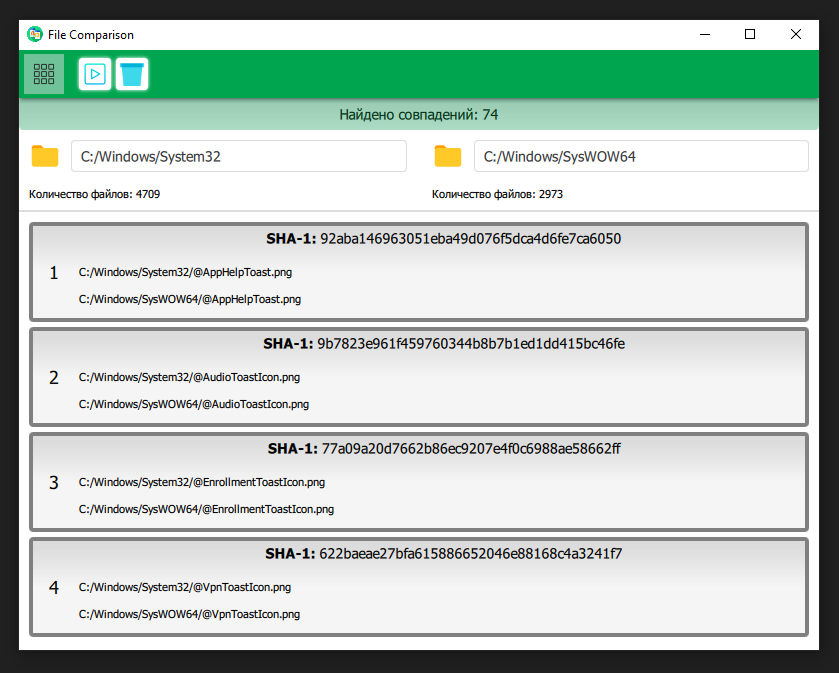 File Comparison
Найдено совпадений: 74
C:/Windows/System32
C:/Windows/SysWOW64
Количество файлов: 4709
Количество файлов: 2973
SHA-1: 92aba146963051eba49d076f5dca4d6fe7ca6050
1
C:/Windows/System32/@AppHelpToast.png
C:/Windows/SysWOW64/@AppHelpToast.png
SHA-1: 9b7823e961f459760344b8b7b1ed1dd415bc46fe
2
C:/Windows/System32/@AudioToastIcon.png
C:/Windows/SysWOW64/@AudioToastIcon.png
SHA-1: 77a09a20d7662b86ec9207e4f0c6988ae58662ff
3
C:/Windows/System32/@EnrollmentToastIcon.png
C:/Windows/SysWOW64/@EnrollmentToastIcon.png
SHA-1: 622baeae27bfa615886652046e88168c4a3241f7
4
C:/Windows/System32/@VpnToastIcon.png
C:/Windows/SysWOW64/@VpnToastIcon.png